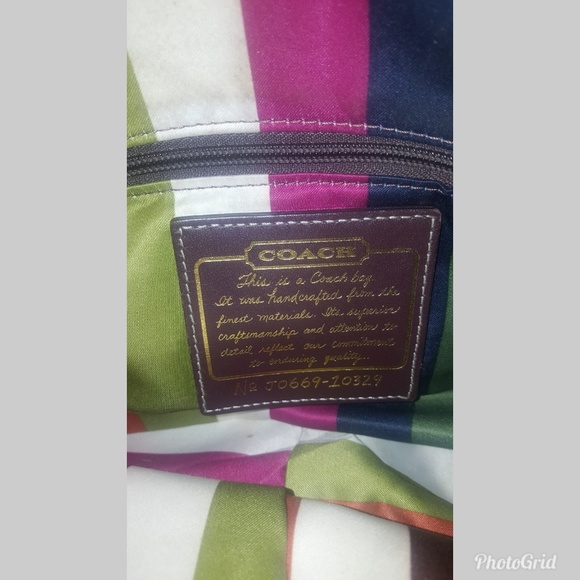 COACH
This is a Coach bag.
It was handcrafted from the
finest materials. Its superior
craftsmanship and attention to
detail reflect our commitment
to enduring quality...
No J0669-10329
PhotoGrid